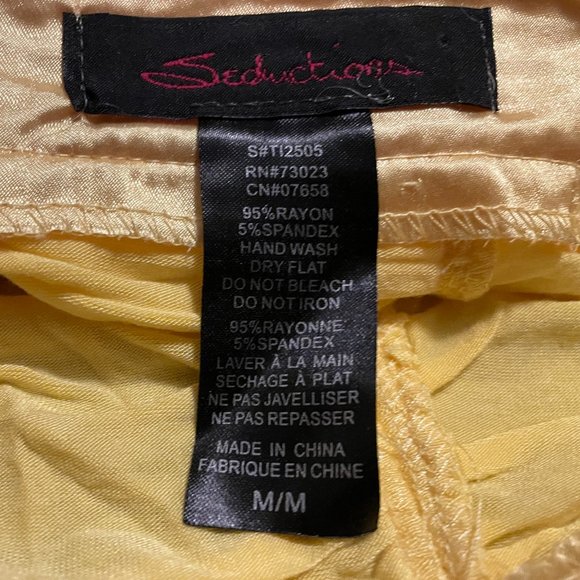 Seductions
S#TI2505
RN#73023
CN#07658
95%RAYON
5%SPANDEX
HAND WASH
DRY FLAT
DO NOT BLEACH
DO NOT IRON
95%RAYONNE
5%SPANDEX
LAVER À LA MAIN
SECHAGE À PLAT
NE PAS JAVELLISER
NE PAS REPASSER
MADE IN CHINA
FABRIQUE EN CHINE
M/M